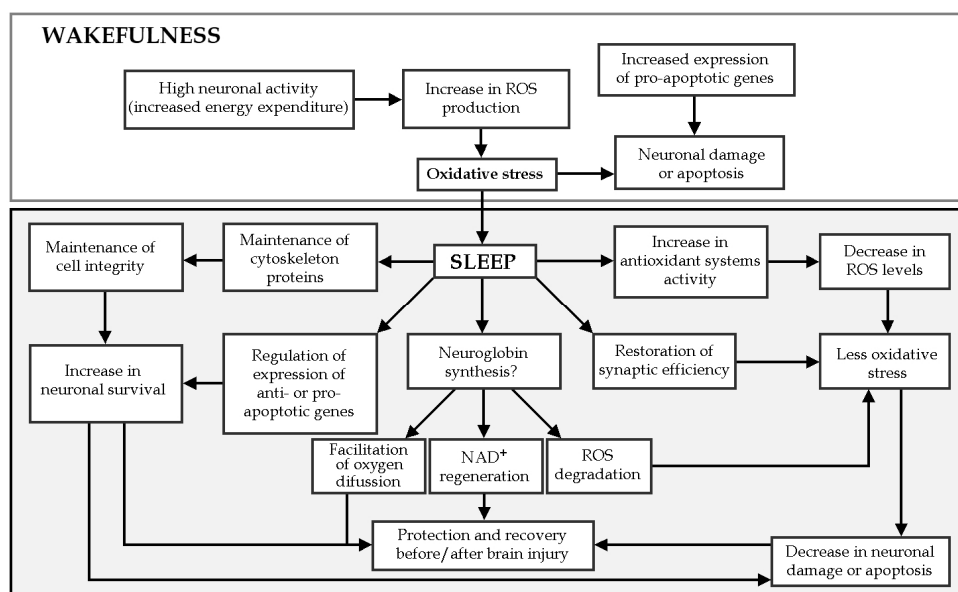 WAKEFULNESS
High neuronal activity
(increased energy expenditure)
Increase in ROS
production
Increased expression
of pro-apoptotic genes
Oxidative stress
Neuronal damage
or apoptosis
Maintenance of
cell integrity
Maintenance of
cytoskeleton
proteins
SLEEP
Increase in
antioxidant systems
activity
Decrease in
ROS levels
Increase in
neuronal survival
Regulation of
expression of
anti- or pro-
apoptotic genes
Neuroglobin
synthesis?
Restoration of
synaptic efficiency
Less oxidative
stress
Facilitation
of oxygen
difussion
NAD+
regeneration
ROS
degradation
Protection and recovery
before/after brain injury
Decrease in neuronal
damage or apoptosis